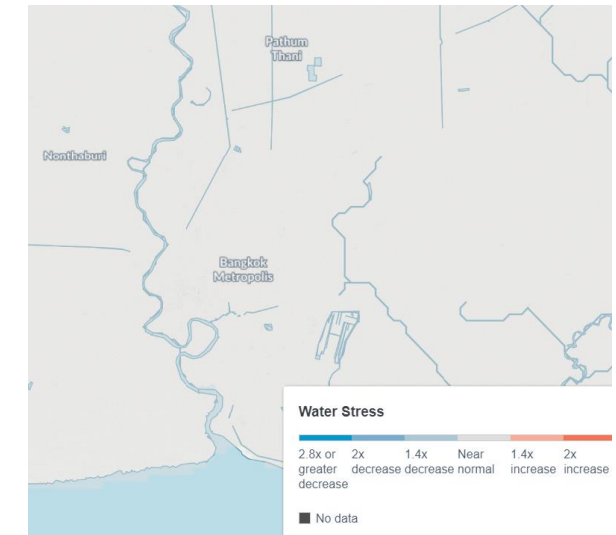 Pathum
Thani
Nonthaburi
Bangkok
Metropolis
Water Stress
2.8x or greater decrease
2x decrease
1.4x decrease
Near normal
1.4x increase
2x increase
No data